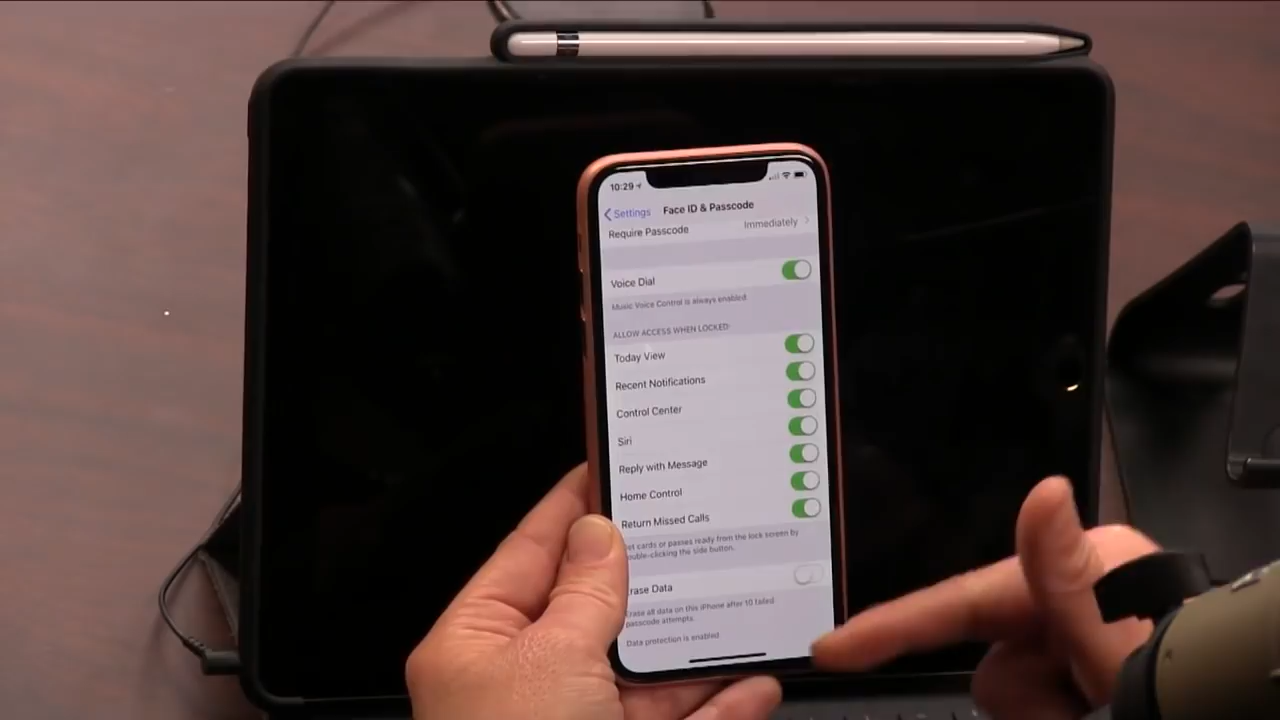 10:29
Settings
Face ID & Passcode
Require Passcode
Immediately
Voice Dial
Music Voice Control is always enabled
ALLOW ACCESS WHEN LOCKED:
Today View
Recent Notifications
Control Center
Siri
Reply with Message
Home Control
Return Missed Calls
et cards or passes ready from the lock screen by
ouble-clicking the side button.
rase Data
Erase all data on this iPhone after 10 failed
passcode attempts.
Data protection is enabled